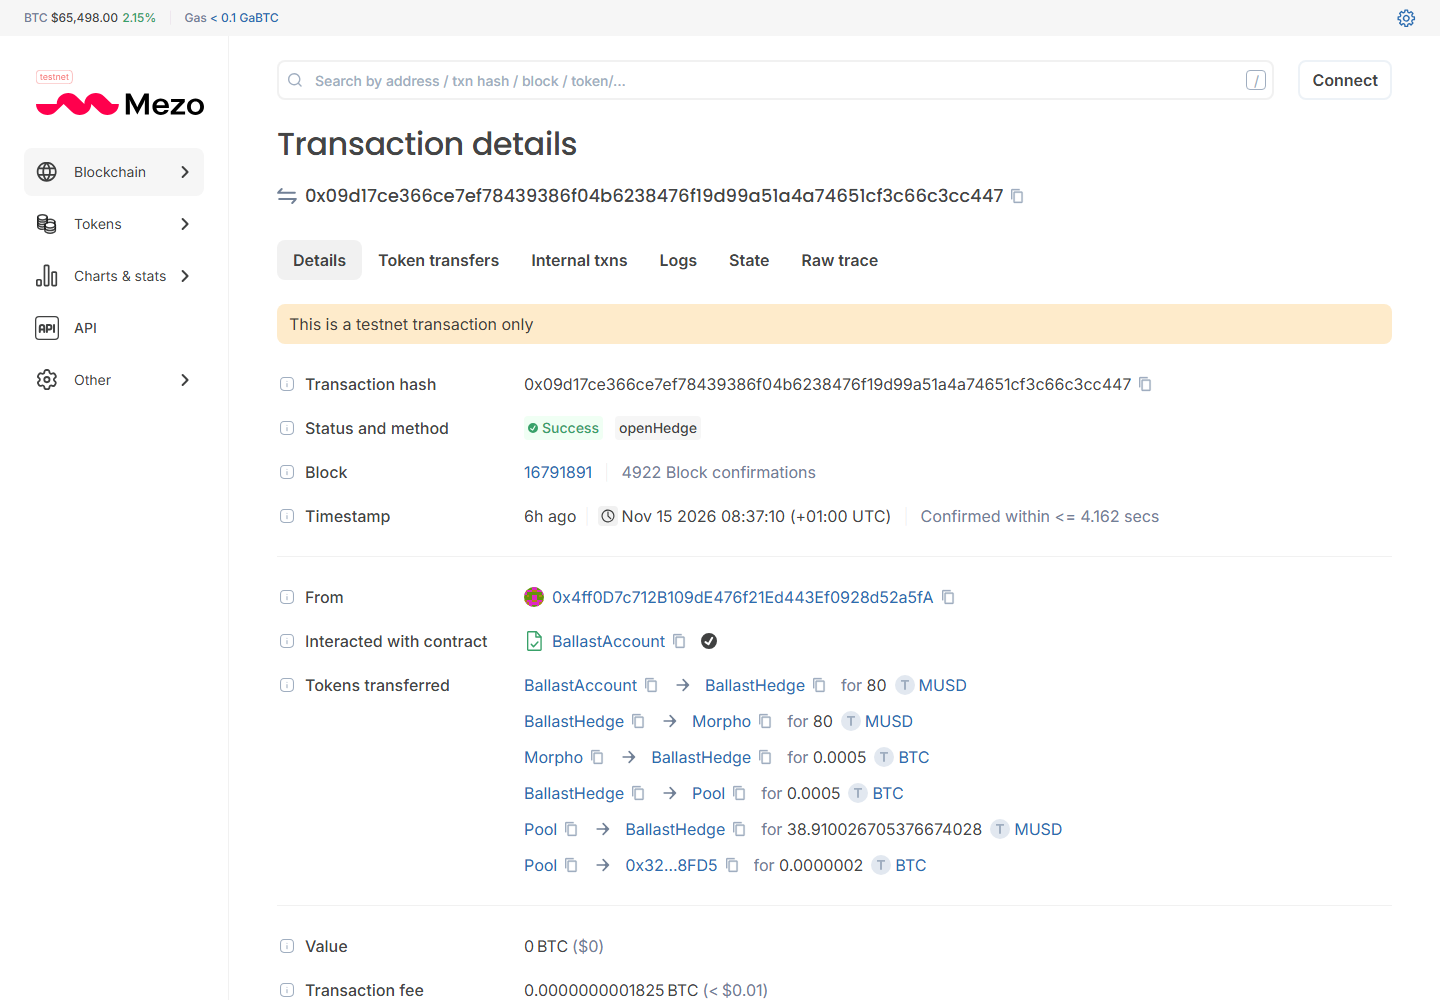 BTC $65,498.00 2.15% Gas < 0.1 GaBTC
testnet
Mezo
Search by address / txn hash / block / token/... /
Connect
Blockchain
Tokens
Charts & stats
API API
Other
Transaction details
0x09d17ce366ce7ef78439386f04b6238476f19d99a51a4a74651cf3c66c3cc447
Details Token transfers Internal txns Logs State Raw trace
This is a testnet transaction only
Transaction hash 0x09d17ce366ce7ef78439386f04b6238476f19d99a51a4a74651cf3c66c3cc447
Status and method Success openHedge
Block 16791891 4922 Block confirmations
Timestamp 6h ago Nov 15 2026 08:37:10 (+01:00 UTC) Confirmed within <= 4.162 secs
From 0x4ff0D7c712B109dE476f21Ed443Ef0928d52a5fA
Interacted with contract BallastAccount
Tokens transferred BallastAccount → BallastHedge for 80 T MUSD
BallastHedge → Morpho for 80 T MUSD
Morpho → BallastHedge for 0.0005 T BTC
BallastHedge → Pool for 0.0005 T BTC
Pool → BallastHedge for 38.910026705376674028 T MUSD
Pool → 0x32...8FD5 for 0.0000002 T BTC
Value 0 BTC ($0)
Transaction fee 0.0000000001825 BTC (< $0.01)